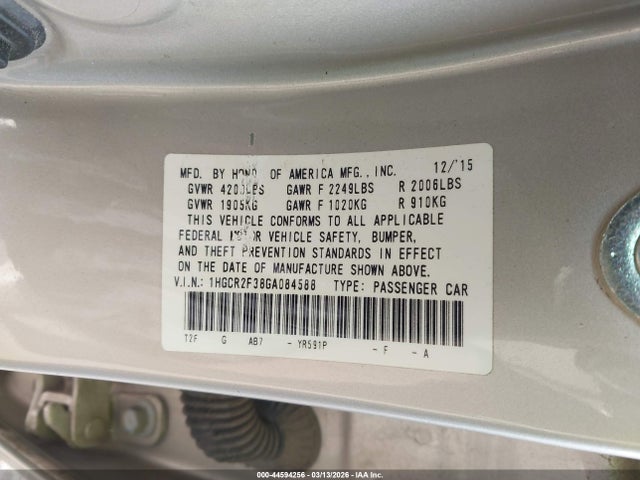 MFD. BY HOND OF AMERICA MFG., INC. 12/'15
GVWR 4200LBS GAWR F 2249LBS R 2006LBS
GVWR 1905KG GAWR F 1020KG R 910KG
THIS VEHICLE CONFORMS TO ALL APPLICABLE
FEDERAL VEHICLE SAFETY, BUMPER,
AND THEFT PREVENTION STANDARDS IN EFFECT
ON THE DATE OF MANUFACTURE SHOWN ABOVE.
V.I.N.: 1HGCR2F38GA084588 TYPE: PASSENGER CAR
T2F G AB7 - YR591P - F - A
000-44594256 - 03/13/2026 - IAA Inc.